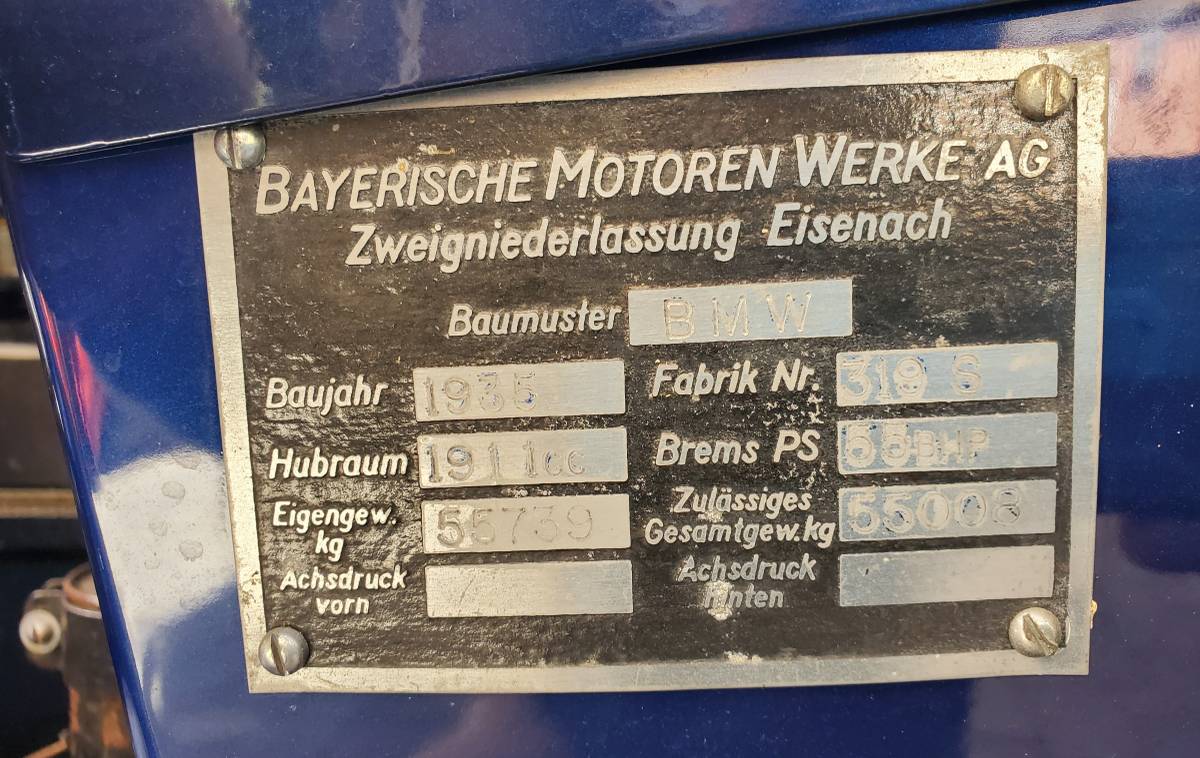 BAYERISCHE MOTOREN WERKE AG
Zweigniederlassung Eisenach
Baumuster BMW
Baujahr 1935 Fabrik Nr. 319 S
Hubraum 1911cc Brems PS 55BHP
Eigengew. kg 55739 Zulässiges Gesamtgew.kg 55008
Achsdruck vorn Achsdruck hinten